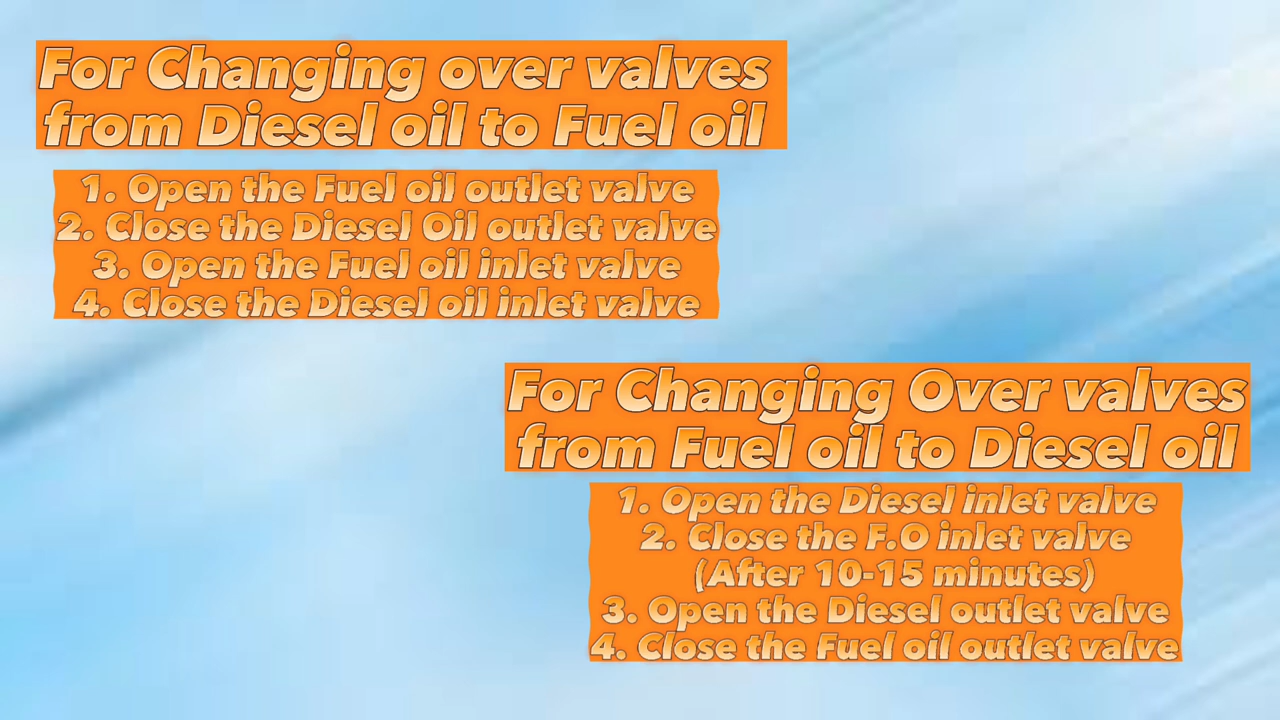 For Changing over valves
from Diesel oil to Fuel oil
1. Open the Fuel oil outlet valve
2. Close the Diesel Oil outlet valve
3. Open the Fuel oil inlet valve
4. Close the Diesel oil inlet valve
For Changing Over valves
from Fuel oil to Diesel oil
1. Open the Diesel inlet valve
2. Close the F.O inlet valve
(After 10-15 minutes)
3. Open the Diesel outlet valve
4. Close the Fuel oil outlet valve